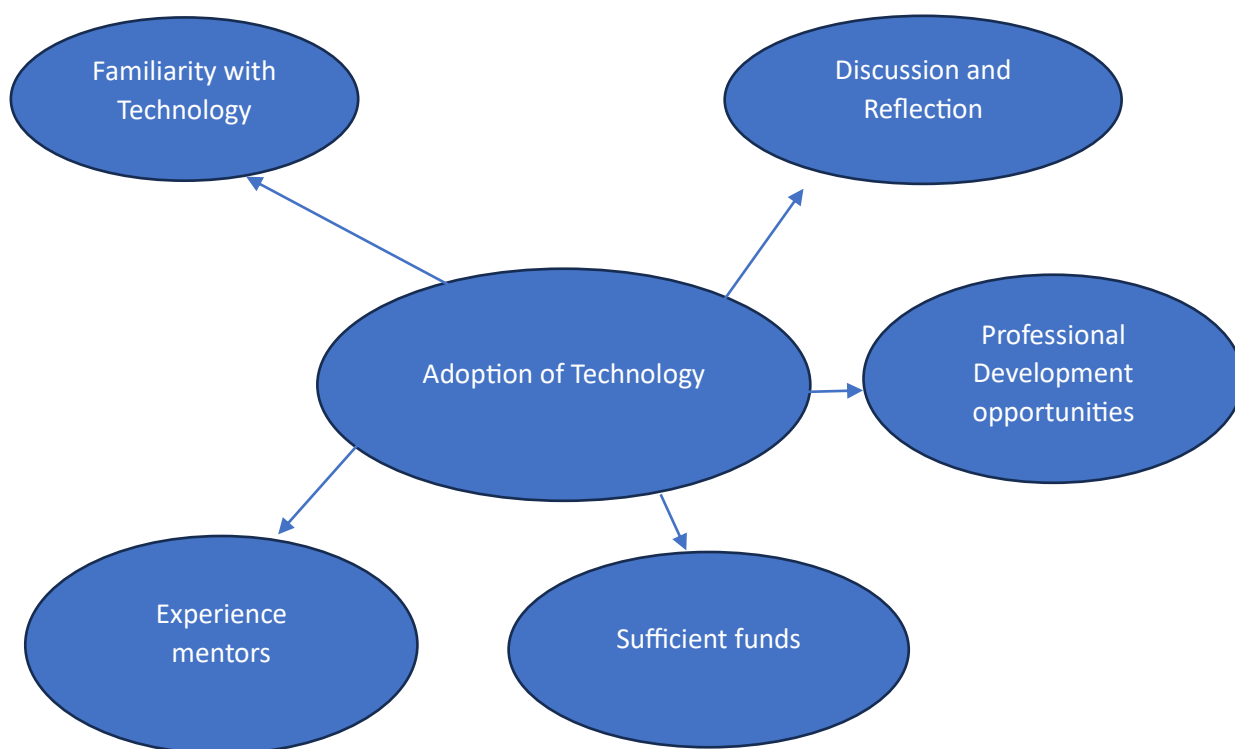 Familiarity with
Technology
Discussion and
Reflection
Adoption of Technology
Professional
Development
opportunities
Experience
mentors
Sufficient funds